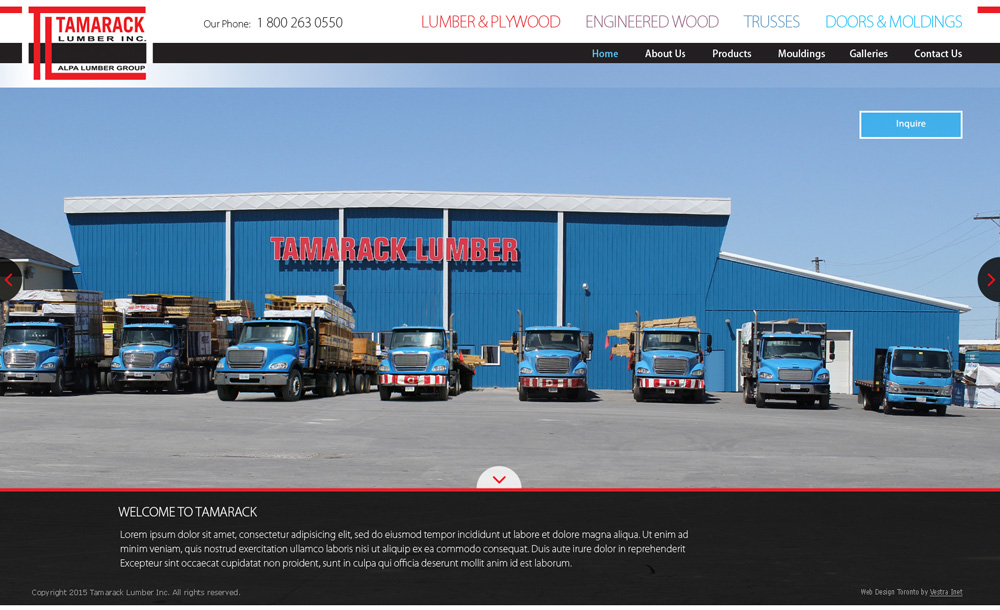 TAMARACK
LUMBER INC.
ALPA LUMBER GROUP
Our Phone: 1 800 263 0550
LUMBER & PLYWOOD ENGINEERED WOOD TRUSSES DOORS & MOLDINGS
Home About Us Products Mouldings Galleries Contact Us
Inquire
TAMARACK LUMBER
WELCOME TO TAMARACK
Lorem ipsum dolor sit amet, consectetur adipisicing elit, sed do eiusmod tempor incididunt ut labore et dolore magna aliqua. Ut enim ad
minim veniam, quis nostrud exercitation ullamco laboris nisi ut aliquip ex ea commodo consequat. Duis aute irure dolor in reprehenderit
Excepteur sint occaecat cupidatat non proident, sunt in culpa qui officia deserunt mollit anim id est laborum.
Copyright 2015 Tamarack Lumber Inc. All rights reserved.
Web Design Toronto by Vestra Inet